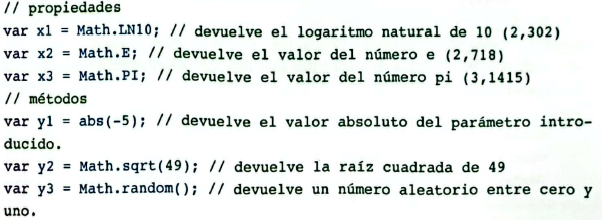 // propiedades
var x1 = Math.LN10; // devuelve el logaritmo natural de 10 (2,302)
var x2 = Math.E; // devuelve el valor del número e (2,718)
var x3 = Math.PI; // devuelve el valor del número pi (3,1415)
// métodos
var y1 = abs(-5); // devuelve el valor absoluto del parámetro intro-
ducido.
var y2 = Math.sqrt(49); // devuelve la raíz cuadrada de 49
var y3 = Math.random(); // devuelve un número aleatorio entre cero y
uno.